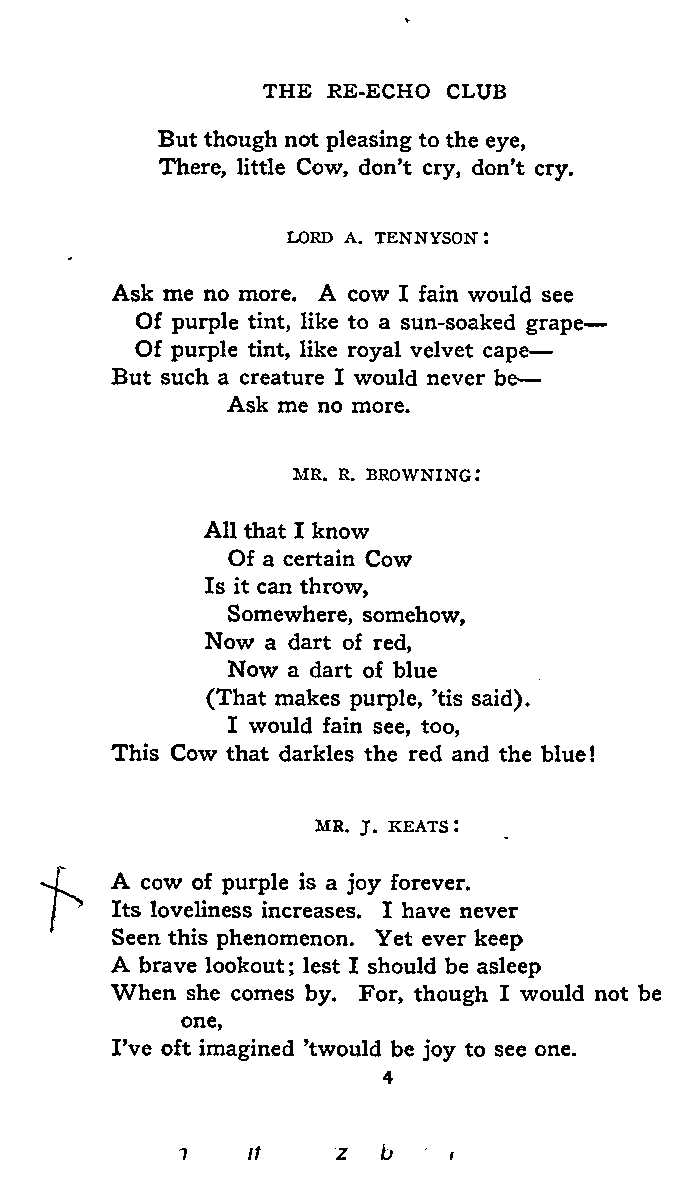 THE RE-ECHO CLUB
But though not pleasing to the eye,
There, little Cow, don't cry, don't cry.
LORD A. TENNYSON:
Ask me no more. A cow I fain would see
Of purple tint, like to a sun-soaked grape—
Of purple tint, like royal velvet cape—
But such a creature I would never be—
Ask me no more.
MR. R. BROWNING:
All that I know
Of a certain Cow
Is it can throw,
Somewhere, somehow,
Now a dart of red,
Now a dart of blue
(That makes purple, 'tis said).
I would fain see, too,
This Cow that darkles the red and the blue!
MR. J. KEATS:
A cow of purple is a joy forever.
Its loveliness increases. I have never
Seen this phenomenon. Yet ever keep
A brave lookout; lest I should be asleep
When she comes by. For, though I would not be
one,
I've oft imagined 'twould be joy to see one.
4